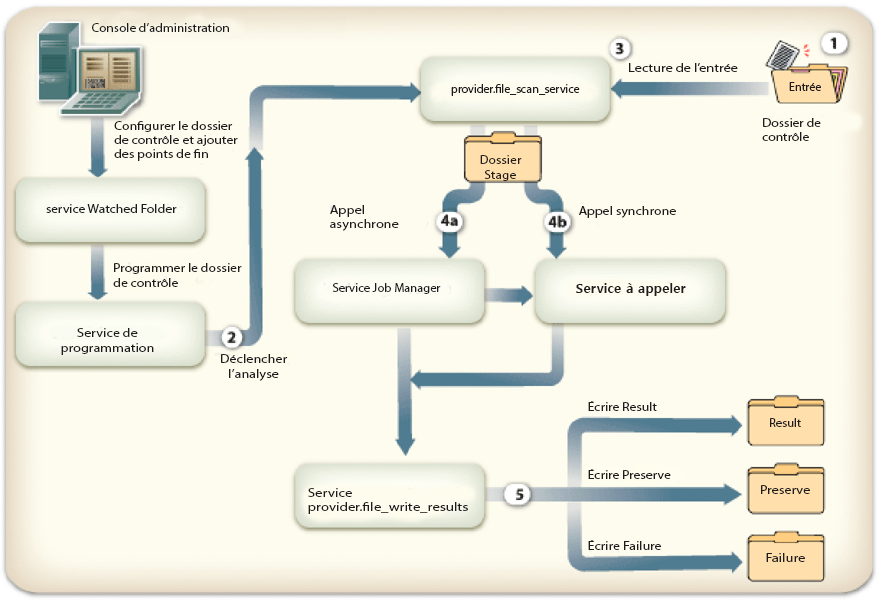 Console d'administration
Configurer le dossier
de contrôle et ajouter
des points de fin
service Watched Folder
Programmer le dossier
de contrôle
Service de
programmation
2
Déclencher
l'analyse
3
provider.file_scan_service
Lecture de l'entrée
1
Entrée
Dossier de
contrôle
Dossier
Stage
Appel
asynchrone
4a
4b
Appel synchrone
Service Job Manager
Service à appeler
Service
provider.file_write_results
5
Écrire Result
Result
Écrire Preserve
Preserve
Écrire Failure
Failure